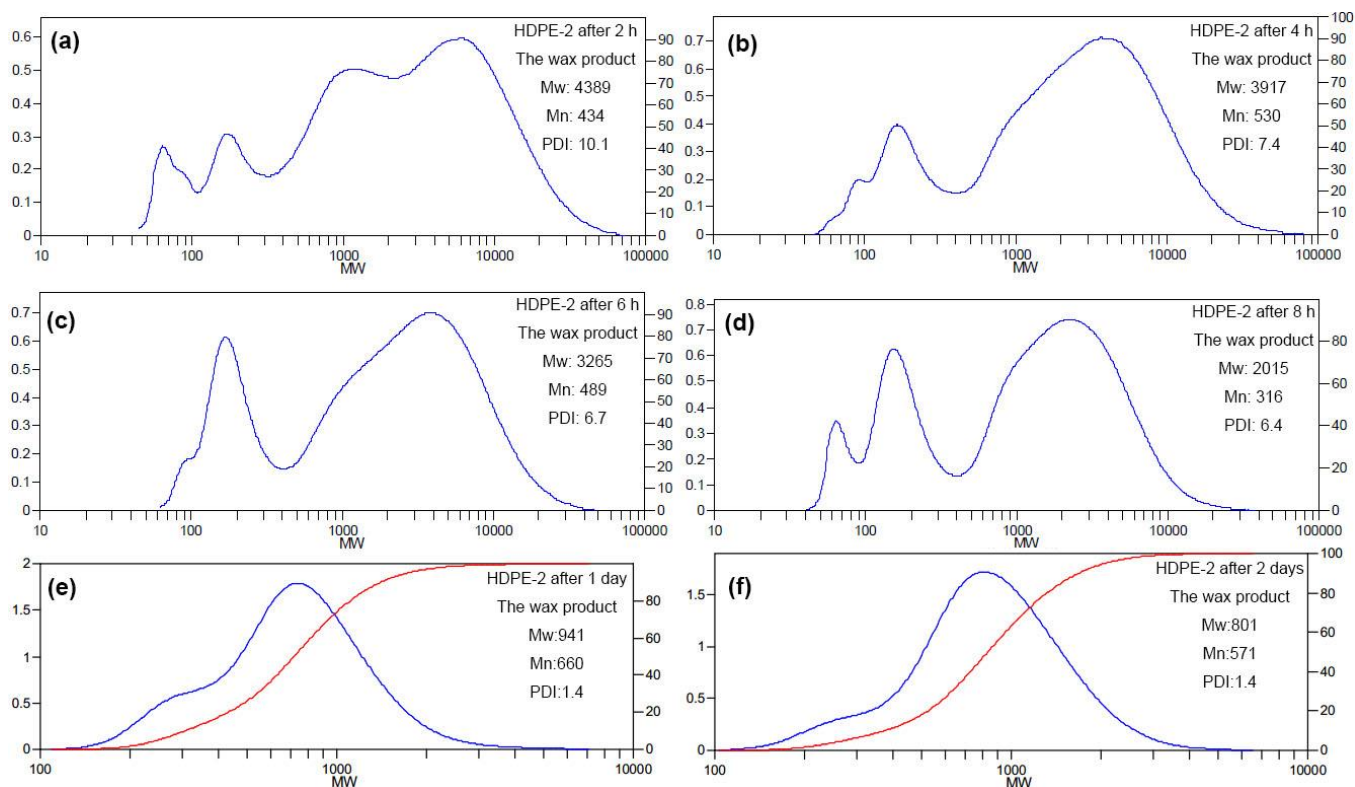 (a)
HDPE-2 after 2 h
The wax product
Mw: 4389
Mn: 434
PDI: 10.1
0.6
0.5
0.4
0.3
0.2
0.1
0
90
80
70
60
50
40
30
20
10
0
10
100
1000
10000
100000
MW
(b)
HDPE-2 after 4 h
The wax product
Mw: 3917
Mn: 530
PDI: 7.4
0.7
0.6
0.5
0.4
0.3
0.2
0.1
0
100
90
80
70
60
50
40
30
20
10
0
10
100
1000
10000
100000
MW
(c)
HDPE-2 after 6 h
The wax product
Mw: 3265
Mn: 489
PDI: 6.7
0.7
0.6
0.5
0.4
0.3
0.2
0.1
0
90
80
70
60
50
40
30
20
10
0
10
100
1000
10000
100000
MW
(d)
HDPE-2 after 8 h
The wax product
Mw: 2015
Mn: 316
PDI: 6.4
0.8
0.7
0.6
0.5
0.4
0.3
0.2
0.1
0
80
60
40
20
0
10
100
1000
10000
100000
MW
(e)
HDPE-2 after 1 day
The wax product
Mw:941
Mn:660
PDI:1.4
2
1.5
1
0.5
0
80
60
40
20
0
100
1000
10000
MW
(f)
HDPE-2 after 2 days
The wax product
Mw:801
Mn:571
PDI:1.4
1.5
1
0.5
0
100
80
60
40
20
0
100
1000
10000
MW